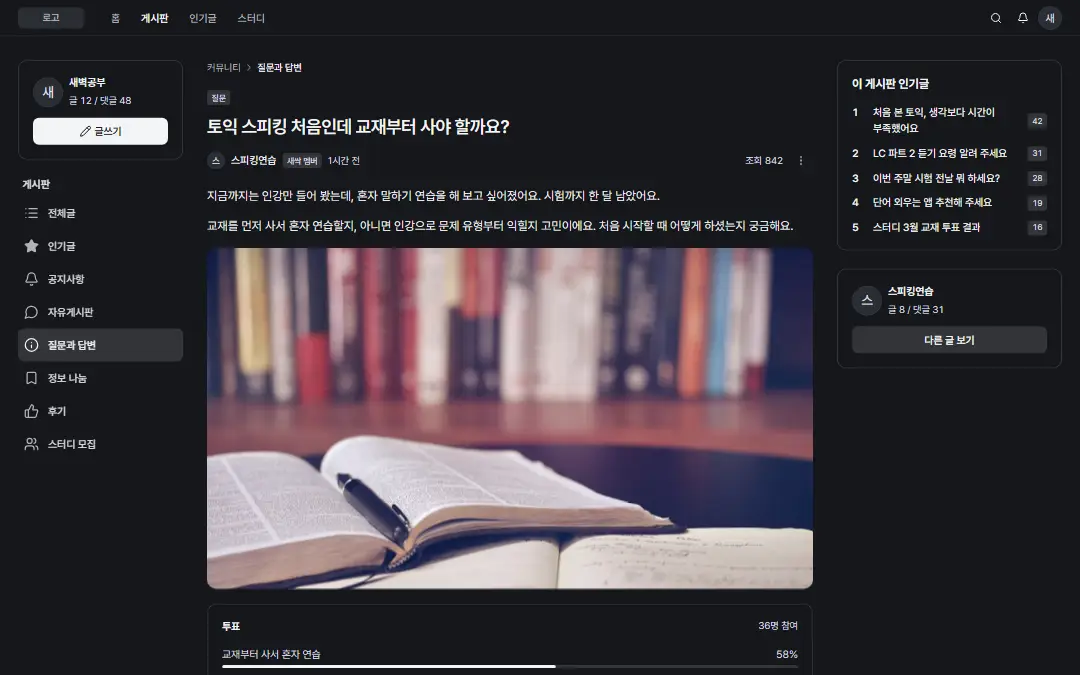 로고
홈
게시판
인기글
스터디
새
새
새벽공부
글 12 / 댓글 48
글쓰기
게시판
전체글
인기글
공지사항
자유게시판
질문과 답변
정보 나눔
후기
스터디 모집
커뮤니티 > 질문과 답변
질문
토익 스피킹 처음인데 교재부터 사야 할까요?
스 스피킹연습 새싹 멤버 1시간 전
조회 842
지금까지는 인강만 들어 봤는데, 혼자 말하기 연습을 해 보고 싶어졌어요. 시험까지 한 달 남았어요.
교재를 먼저 사서 혼자 연습할지, 아니면 인강으로 문제 유형부터 익힐지 고민이에요. 처음 시작할 때 어떻게 하셨는지 궁금해요.
투표
36명 참여
교재부터 사서 혼자 연습
58%
이 게시판 인기글
1 처음 본 토익, 생각보다 시간이
부족했어요 42
2 LC 파트 2 듣기 요령 알려 주세요 31
3 이번 주말 시험 전날 뭐 하세요? 28
4 단어 외우는 앱 추천해 주세요 19
5 스터디 3월 교재 투표 결과 16
스
스피킹연습
글 8 / 댓글 31
다른 글 보기